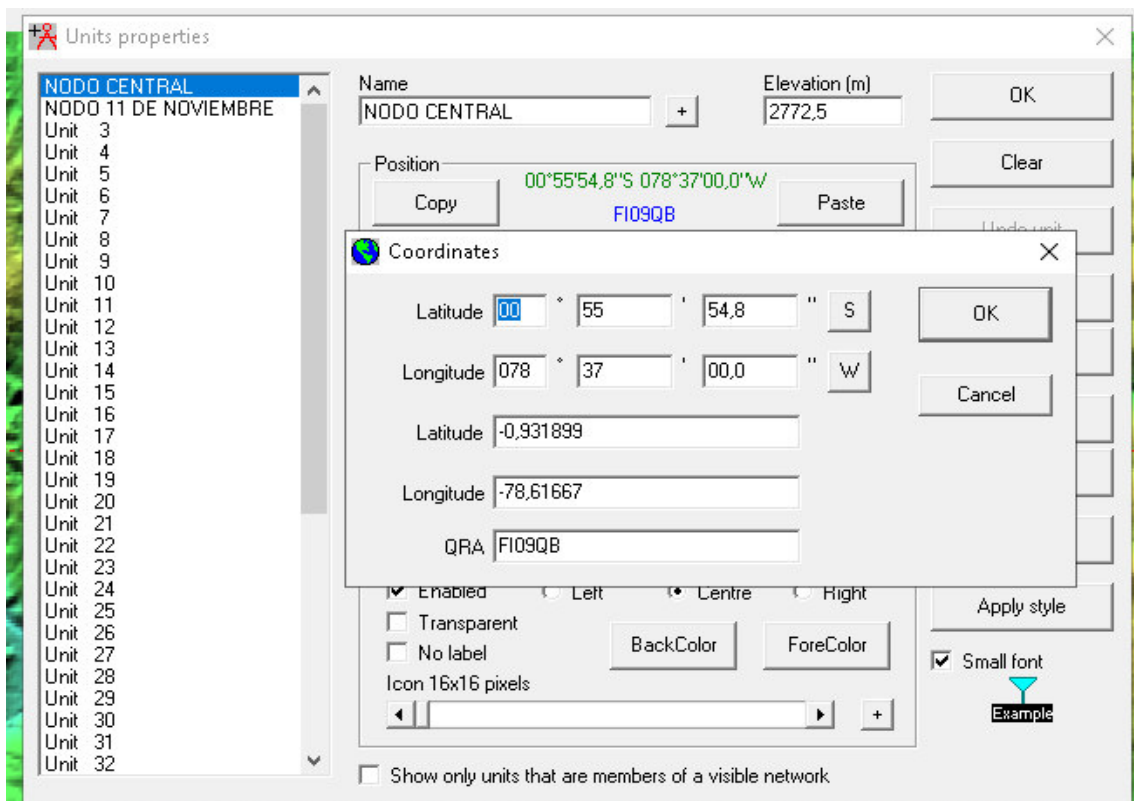 Units properties
NODO CENTRAL
NODO 11 DE NOVIEMBRE
Unit 3
Unit 4
Unit 5
Unit 6
Unit 7
Unit 8
Unit 9
Unit 10
Unit 11
Unit 12
Unit 13
Unit 14
Unit 15
Unit 16
Unit 17
Unit 18
Unit 19
Unit 20
Unit 21
Unit 22
Unit 23
Unit 24
Unit 25
Unit 26
Unit 27
Unit 28
Unit 29
Unit 30
Unit 31
Unit 32
Name
Elevation (m)
NODO CENTRAL
+
2772,5
OK
Position
Clear
00°55'54,8"S 078°37'00,0"W
Copy
Paste
FI09QB
Undo unit
Coordinates
Latitude 00 ° 55 ' 54,8 " S
OK
Longitude 078 ° 37 ' 00,0 " W
Cancel
Latitude -0,931899
Longitude -78,61667
QRA FI09QB
Enabled Left Centre Right
Transparent
Apply style
No label
BackColor
ForeColor
Small font
Icon 16x16 pixels
+
Example
Show only units that are members of a visible network